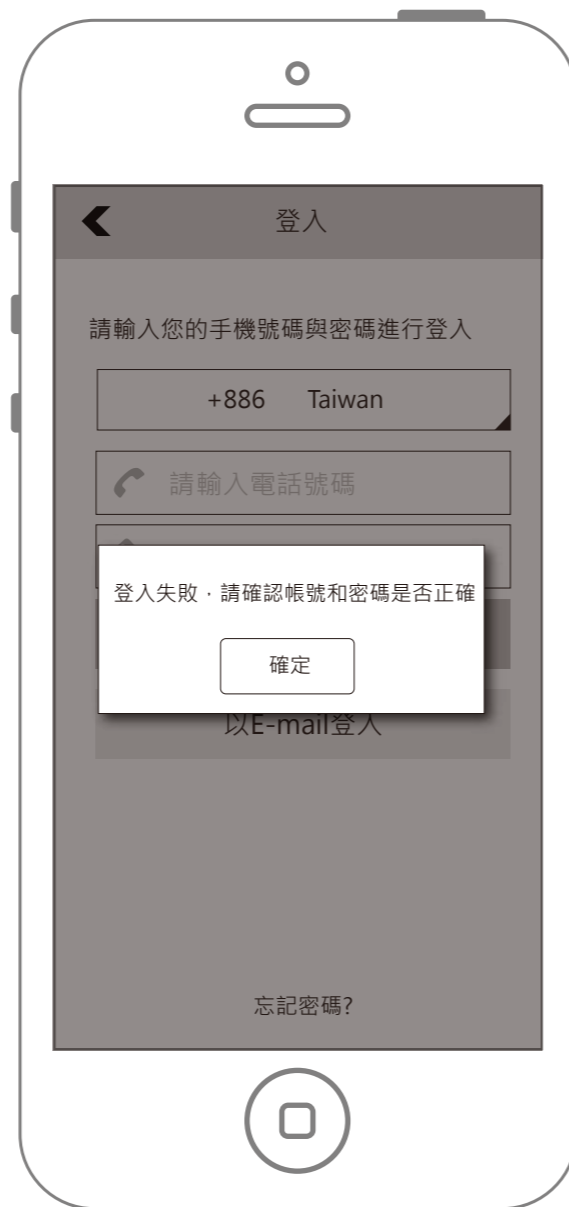 登入
請輸入您的手機號碼與密碼進行登入
+886 Taiwan
請輸入電話號碼
登入失敗，請確認帳號和密碼是否正確
確定
以E-mail登入
忘記密碼?